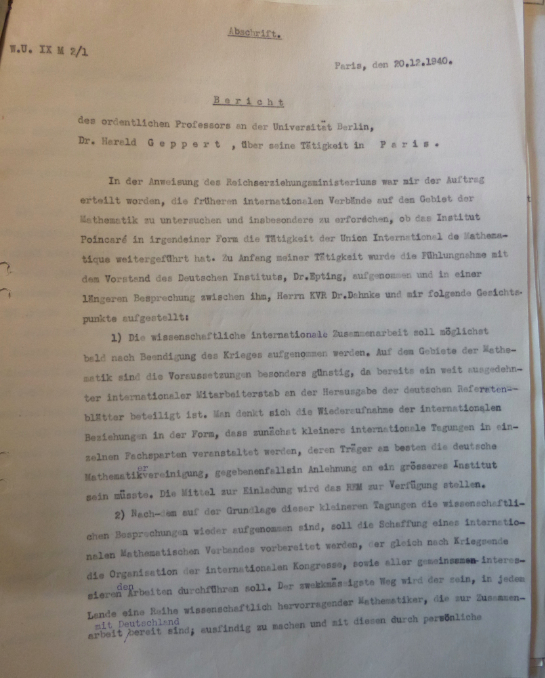 Abschrift.
W.U. IX M 2/1
Paris, den 20.12.1940.
Bericht
des ordentlichen Professors an der Universität Berlin,
Dr. Harald Geppert, über seine Tätigkeit in Paris.
In der Anweisung des Reichserziehungsministeriums war mir der Auftrag
erteilt worden, die früheren internationalen Verbände auf den Gebiet der
Mathematik zu untersuchen und insbesondere zu erforschen, ob das Institut
Poincaré in irgendeiner Form die Tätigkeit der Union International de Mathema-
tique weitergeführt hat. Zu Anfang meiner Tätigkeit wurde die Fühlungnahme mit
dem Vorstand des Deutschen Instituts, Dr.Epting, aufgenommen und in einer
längeren Besprechung zwischen ihm, Herrn KVR Dr.Dahnke und mir folgende Gesichts-
punkte aufgestellt:
1) Die wissenschaftliche internationale Zusammenarbeit soll möglichst
bald nach Beendigung des Krieges aufgenommen werden. Auf dem Gebiete der Mathe-
matik sind die Voraussetzungen besonders günstig, da bereits ein weit ausgedehn-
ter internationaler Mitarbeiterstab an der Herausgabe der deutschen Referaten-
blätter beteiligt ist. Man denkt sich die Wiederaufnahme der internationalen
Beziehungen in der Form, dass zunächst kleinere internationale Tagungen in ein-
zelnen Fachsparten veranstaltet werden, deren Träger am besten die deutsche
Mathematikervereinigung, gegebenenfallsin Anlehnung an ein grösseres Institut
sein müsste. Die Mittel zur Einladung wird das REM zur Verfügung stellen.
2) Nach-dem auf der Grundlage dieser kleineren Tagungen die wissenschaftli-
chen Besprechungen wieder aufgenommen sind, soll die Schaffung eines internatio-
nalen Mathematischen Verbandes vorbereitet werden, der gleich nach Kriegsende
die Organisation der internationalen Kongresse, sowie aller gemeinsamen interes-
sierenden Arbeiten durchführen soll. Der zweckmässigste Weg wird der sein, in jedem
Lande eine Reihe wissenschaftlich hervorragender Mathematiker, die zur Zusammen-
arbeit mit Deutschland bereit sind, ausfindig zu machen und mit diesen durch persönliche